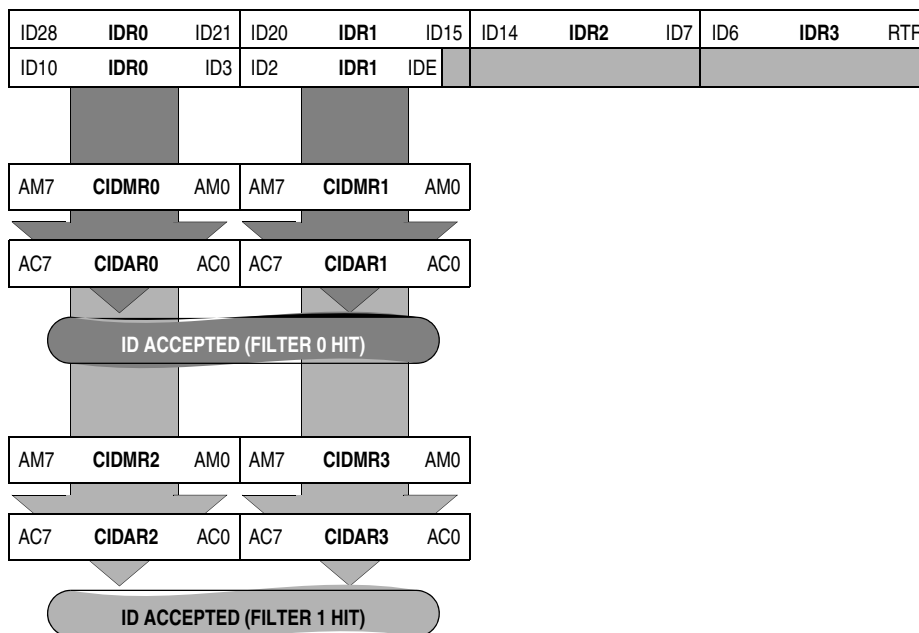 ID28 IDR0 ID21 ID20 IDR1 ID15 ID14 IDR2 ID7 ID6 IDR3 RTR
ID10 IDR0 ID3 ID2 IDR1 IDE
AM7 CIDMR0 AM0 AM7 CIDMR1 AM0
AC7 CIDAR0 AC0 AC7 CIDAR1 AC0
ID ACCEPTED (FILTER 0 HIT)
AM7 CIDMR2 AM0 AM7 CIDMR3 AM0
AC7 CIDAR2 AC0 AC7 CIDAR3 AC0
ID ACCEPTED (FILTER 1 HIT)